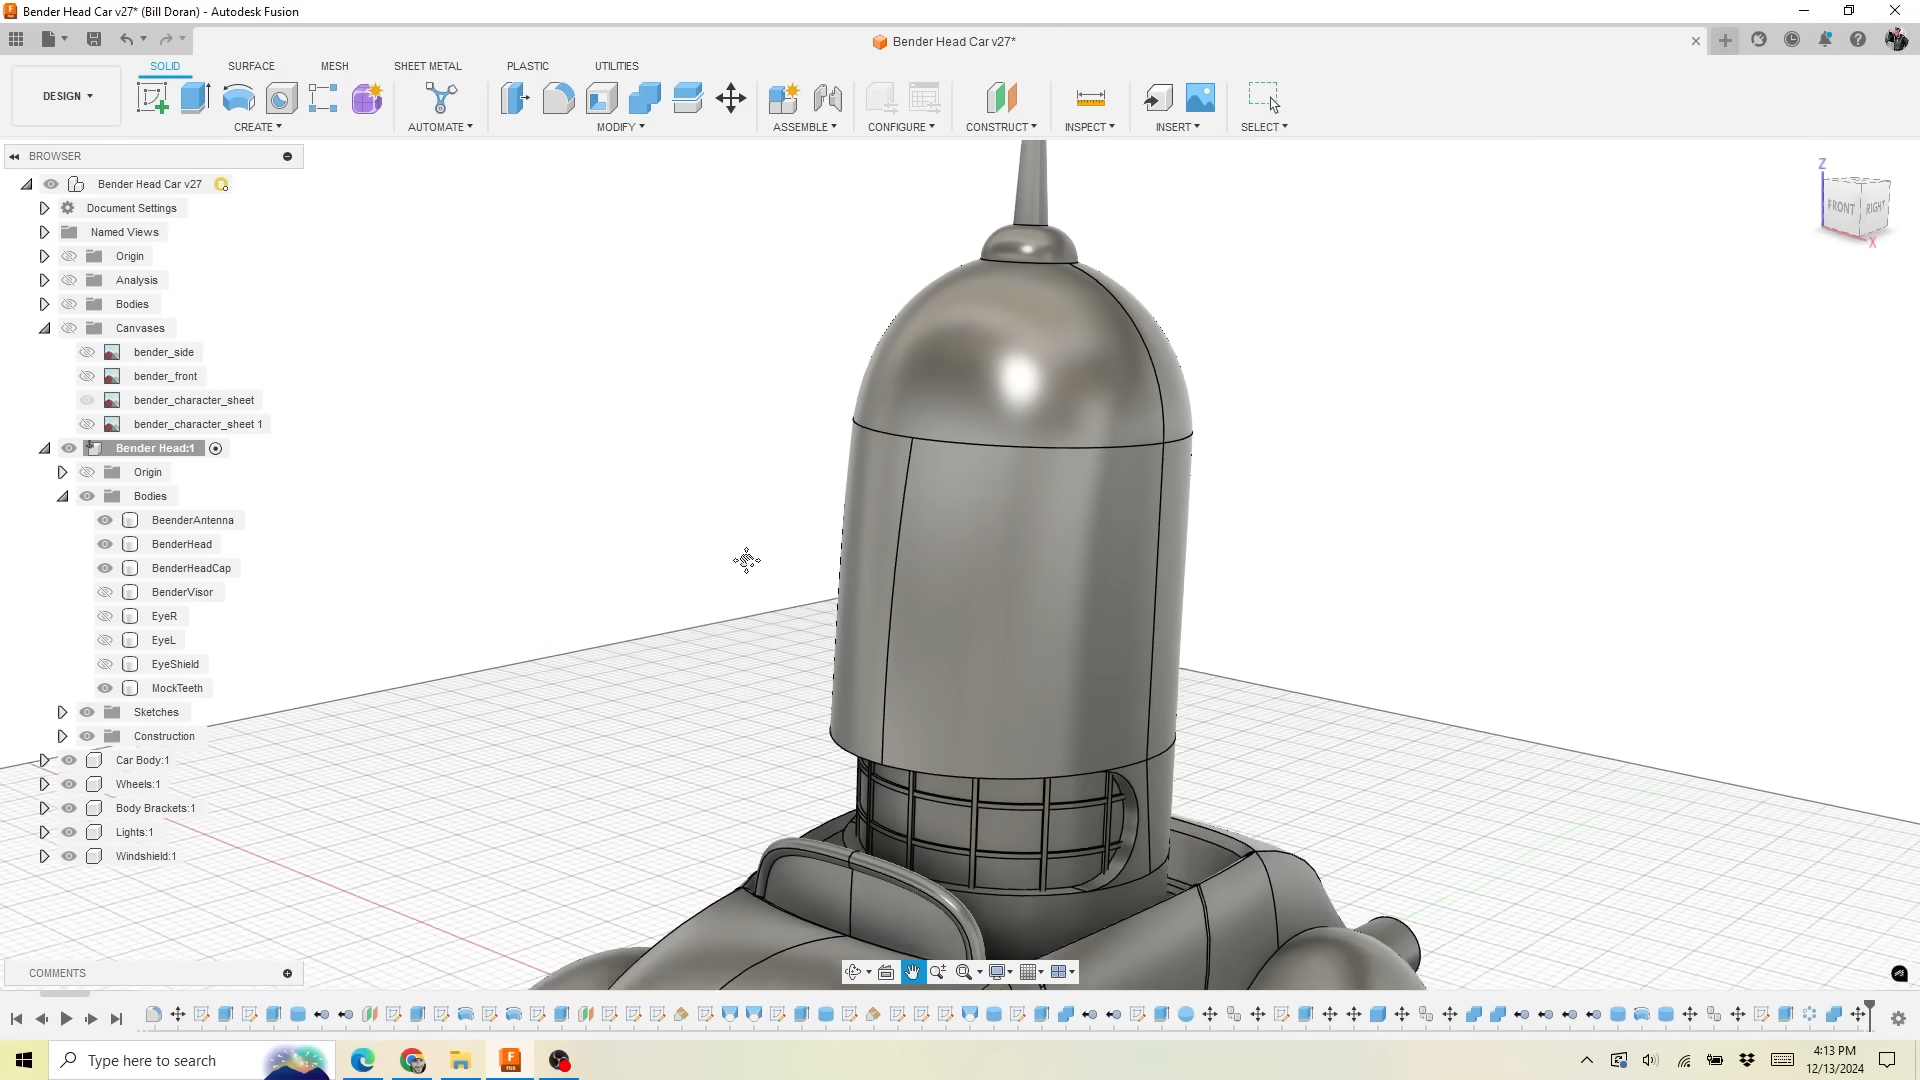 Bender Head Car v27* (Bill Doran) - Autodesk Fusion
Bender Head Car v27*
SOLID SURFACE MESH SHEET METAL PLASTIC UTILITIES
DESIGN
CREATE AUTOMATE MODIFY ASSEMBLE CONFIGURE CONSTRUCT INSPECT INSERT SELECT
BROWSER
Bender Head Car v27
Document Settings
Named Views
Origin
Analysis
Bodies
Canvases
bender_side
bender_front
bender_character_sheet
bender_character_sheet 1
Bender Head:1
Origin
Bodies
BeenderAntenna
BenderHead
BenderHeadCap
BenderVisor
EyeR
EyeL
EyeShield
MockTeeth
Sketches
Construction
Car Body:1
Wheels:1
Body Brackets:1
Lights:1
Windshield:1
Z
FRONT RIGHT
X
COMMENTS
Type here to search
FUS
4:13 PM
12/13/2024